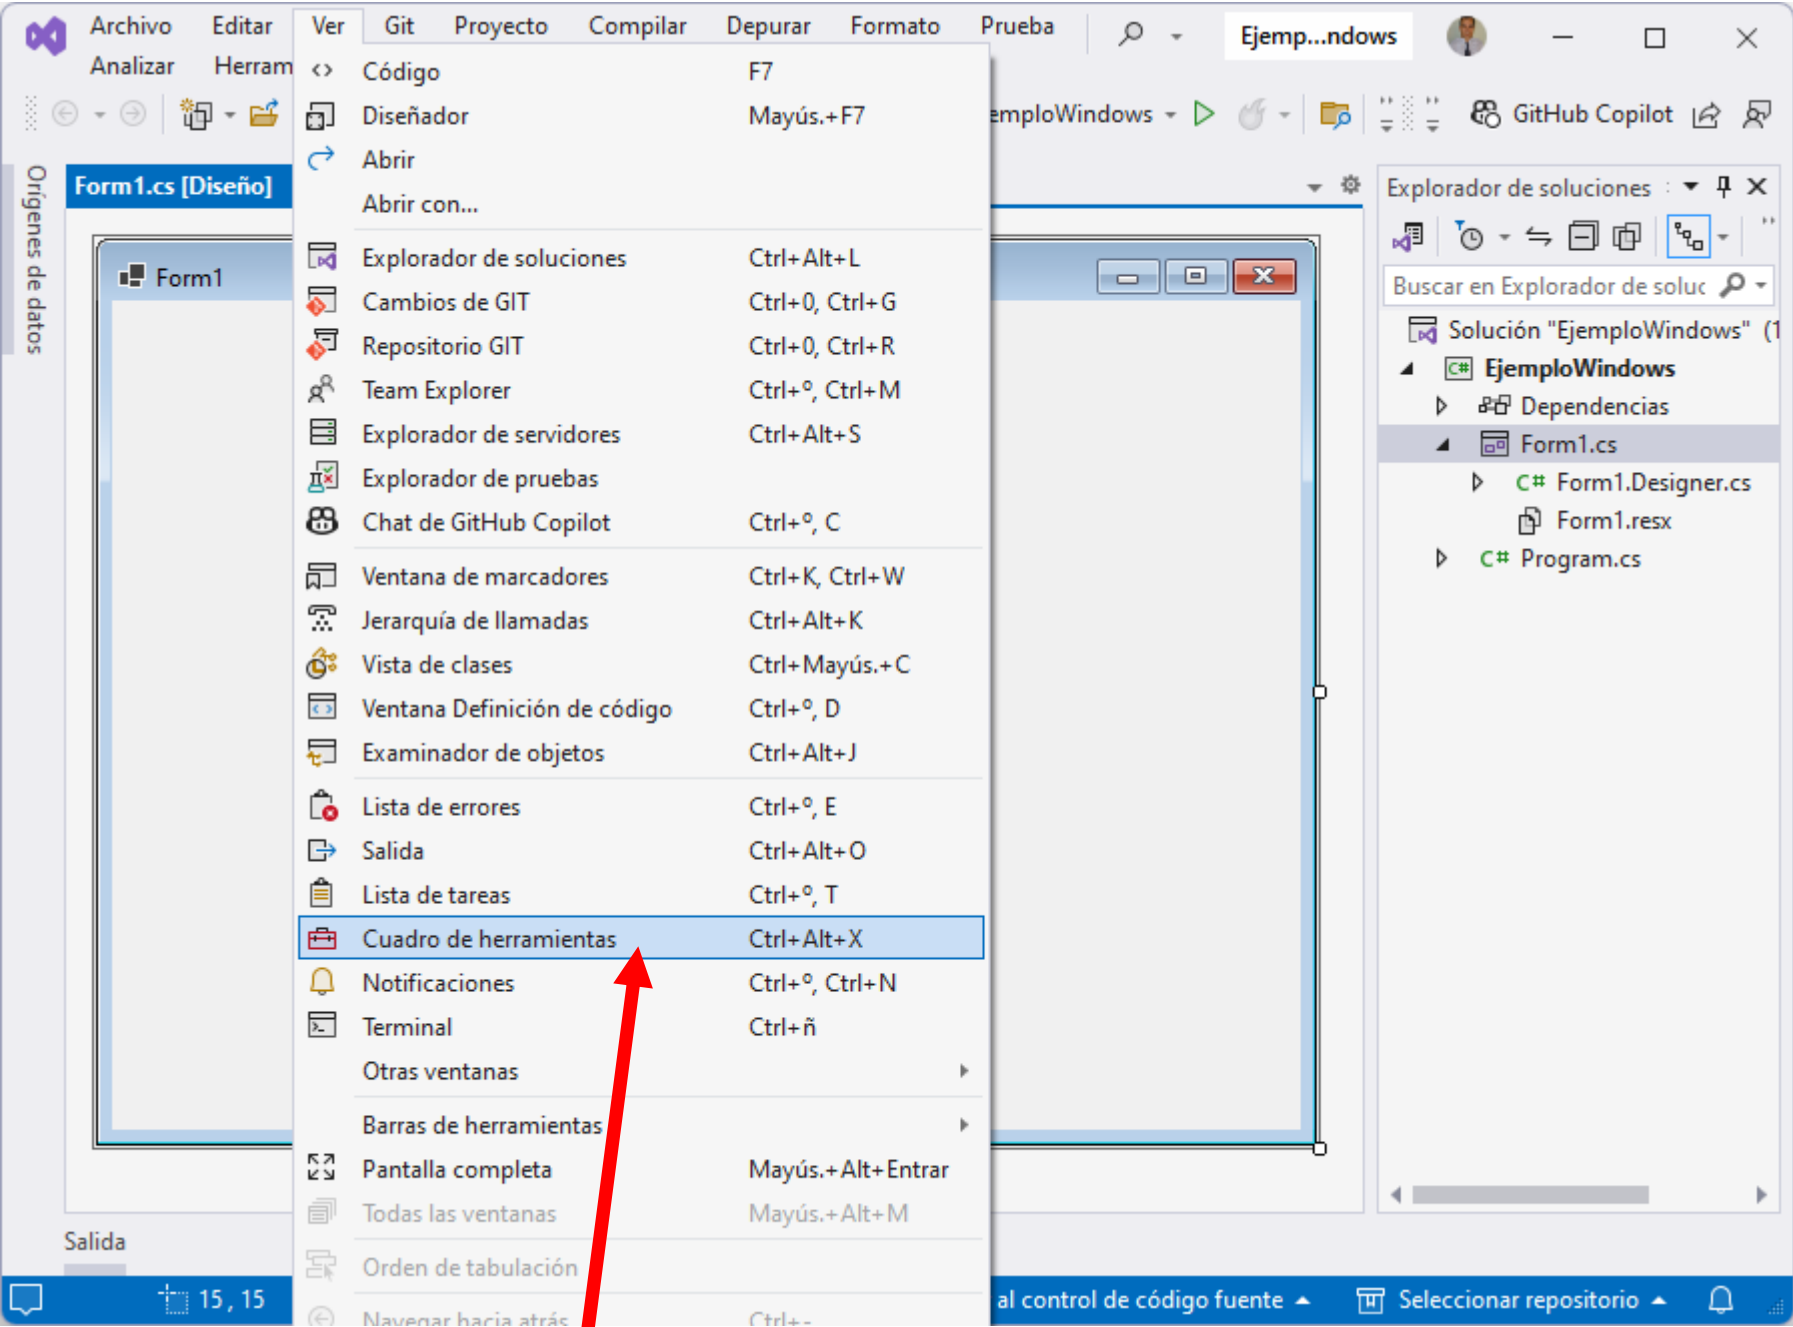 Archivo Editar Ver Git Proyecto Compilar Depurar Formato Prueba
Ejemp...ndows
Analizar Herram
emploWindows
GitHub Copilot
Orígenes de datos
Form1.cs [Diseño]
Form1
Código F7
Diseñador Mayús.+F7
Abrir
Abrir con...
Explorador de soluciones Ctrl+Alt+L
Cambios de GIT Ctrl+0, Ctrl+G
Repositorio GIT Ctrl+0, Ctrl+R
Team Explorer Ctrl+º, Ctrl+M
Explorador de servidores Ctrl+Alt+S
Explorador de pruebas
Chat de GitHub Copilot Ctrl+º, C
Ventana de marcadores Ctrl+K, Ctrl+W
Jerarquía de llamadas Ctrl+Alt+K
Vista de clases Ctrl+Mayús.+C
Ventana Definición de código Ctrl+º, D
Examinador de objetos Ctrl+Alt+J
Lista de errores Ctrl+º, E
Salida Ctrl+Alt+O
Lista de tareas Ctrl+º, T
Cuadro de herramientas Ctrl+Alt+X
Notificaciones Ctrl+º, Ctrl+N
Terminal Ctrl+ñ
Otras ventanas
Barras de herramientas
Pantalla completa Mayús.+Alt+Entrar
Todas las ventanas Mayús.+Alt+M
Orden de tabulación
Navegar hacia atrás Ctrl+-
Explorador de soluciones
Buscar en Explorador de soluc
Solución "EjemploWindows" (1
C# EjemploWindows
Dependencias
Form1.cs
C# Form1.Designer.cs
Form1.resx
C# Program.cs
Salida
15, 15
al control de código fuente
Seleccionar repositorio